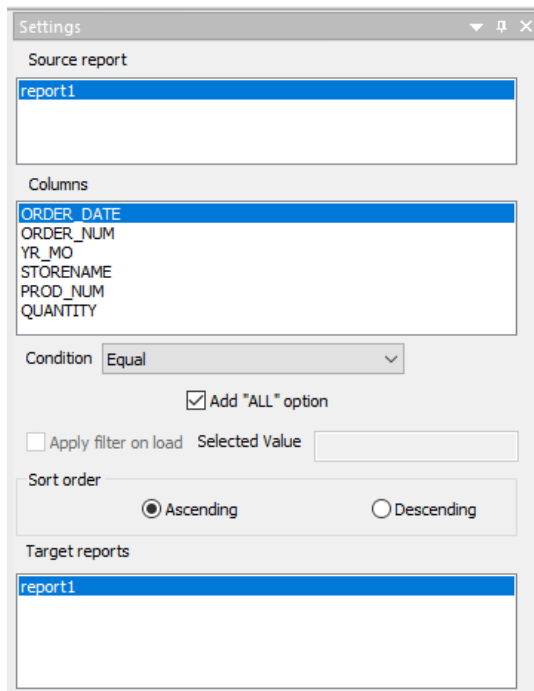 Settings
Source report
report1
Columns
ORDER_DATE
ORDER_NUM
YR_MO
STORENAME
PROD_NUM
QUANTITY
Condition Equal
Add "ALL" option
Apply filter on load Selected Value
Sort order
Ascending Descending
Target reports
report1